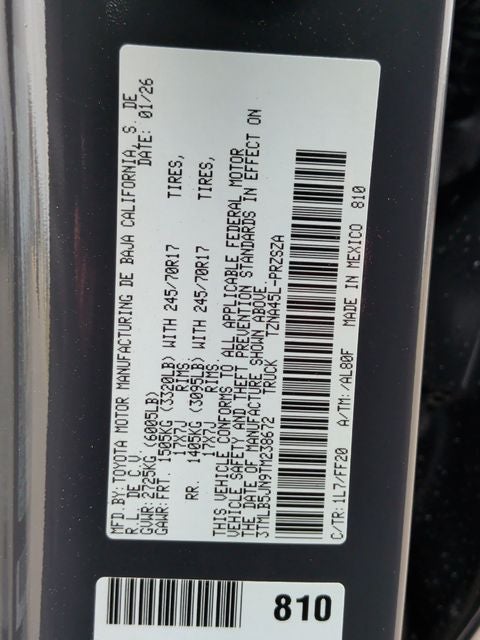 MFD.BY:TOYOTA MOTOR MANUFACTURING DE BAJA CALIFORNIA, S. DE
R.L. DE C.V. DATE: 01/26
GVWR: 2725KG (6005LB)
GAWR: FRT. 1505KG (3320LB) WITH 245/70R17 TIRES,
17X7J RIMS
RR. 1405KG (3095LB) WITH 245/70R17 TIRES,
17X7J RIMS
THIS VEHICLE CONFORMS TO ALL APPLICABLE FEDERAL MOTOR
VEHICLE SAFETY AND THEFT PREVENTION STANDARDS IN EFFECT ON
THE DATE OF MANUFACTURE SHOWN ABOVE.
3TMLB5JN9TM238672 TRUCK TZNA45L-PRZSZA
C/TR: 1L7/FF20 A/TM: /AL80F MADE IN MEXICO 810
810